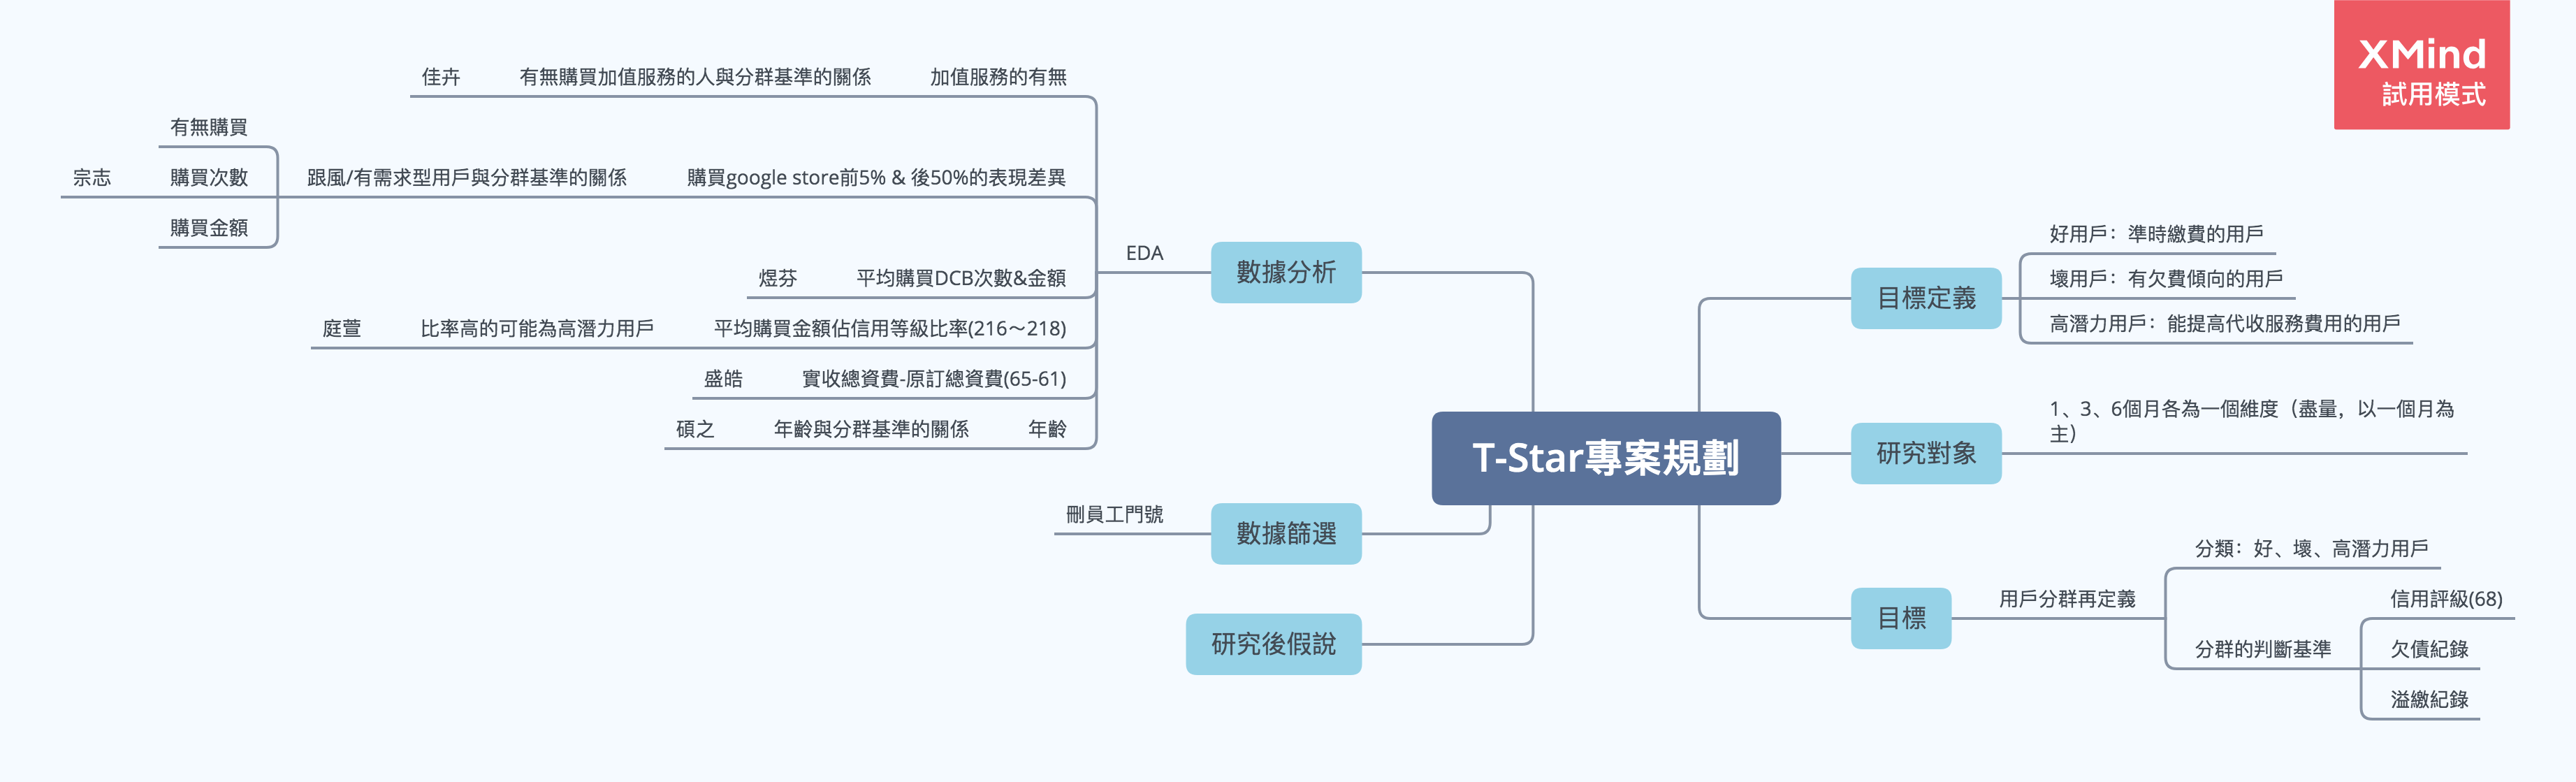 XMind
試用模式
佳卉
有無購買加值服務的人與分群基準的關係
加值服務的有無
有無購買
宗志
購買次數
跟風/有需求型用戶與分群基準的關係
購買google store前5% & 後50%的表現差異
購買金額
EDA
數據分析
煜芬
平均購買DCB次數&金額
庭萱
比率高的可能為高潛力用戶
平均購買金額佔信用等級比率(216～218)
盛皓
實收總資費-原訂總資費(65-61)
碩之
年齡與分群基準的關係
年齡
刪員工門號
數據篩選
研究後假說
T-Star專案規劃
目標定義
好用戶：準時繳費的用戶
壞用戶：有欠費傾向的用戶
高潛力用戶：能提高代收服務費用的用戶
研究對象
1、3、6個月各為一個維度（盡量，以一個月為
主）
目標
用戶分群再定義
分類：好、壞、高潛力用戶
分群的判斷基準
信用評級(68)
欠債紀錄
溢繳紀錄